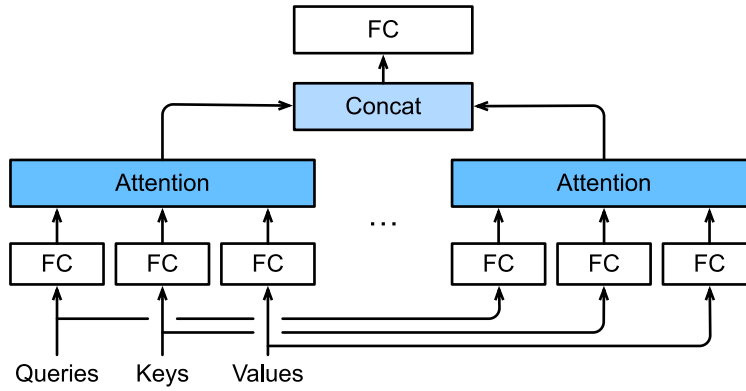 FC
Concat
Attention Attention
...
FC FC FC FC FC FC
Queries Keys Values